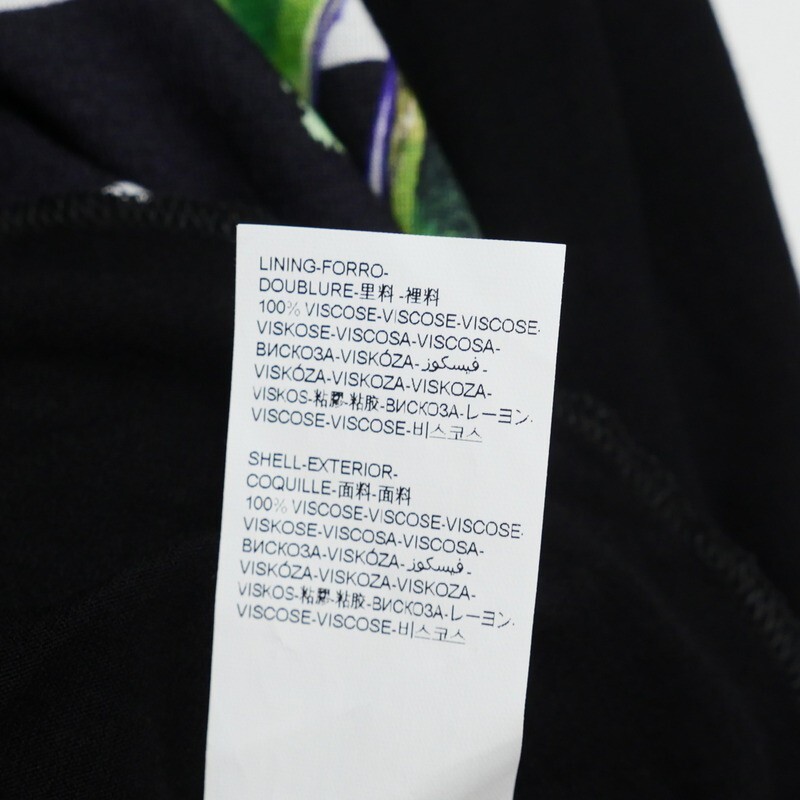 LINING-FORRO-
DOUBLURE-里料 -裡料
100% VISCOSE-VISCOSE-VISCOSE-
VISKOSE-VISCOSA-VISCOSA-
ВИСКОЗА-VISKÓZA-فيسكوز-
VISKÓZA-VISKOZA-VISKOZA-
VISKOS-粘膠-粘胶-ВИСКОЗА-レーヨン-
VISCOSE-VISCOSE-비스코스
SHELL-EXTERIOR-
COQUILLE-面料-面料
100% VISCOSE-VISCOSE-VISCOSE-
VISKOSE-VISCOSA-VISCOSA-
ВИСКОЗА-VISKÓZA-فيسكوز-
VISKÓZA-VISKOZA-VISKOZA-
VISKOS-粘膠-粘胶-ВИСКОЗА-レーヨン-
VISCOSE-VISCOSE-비스코스